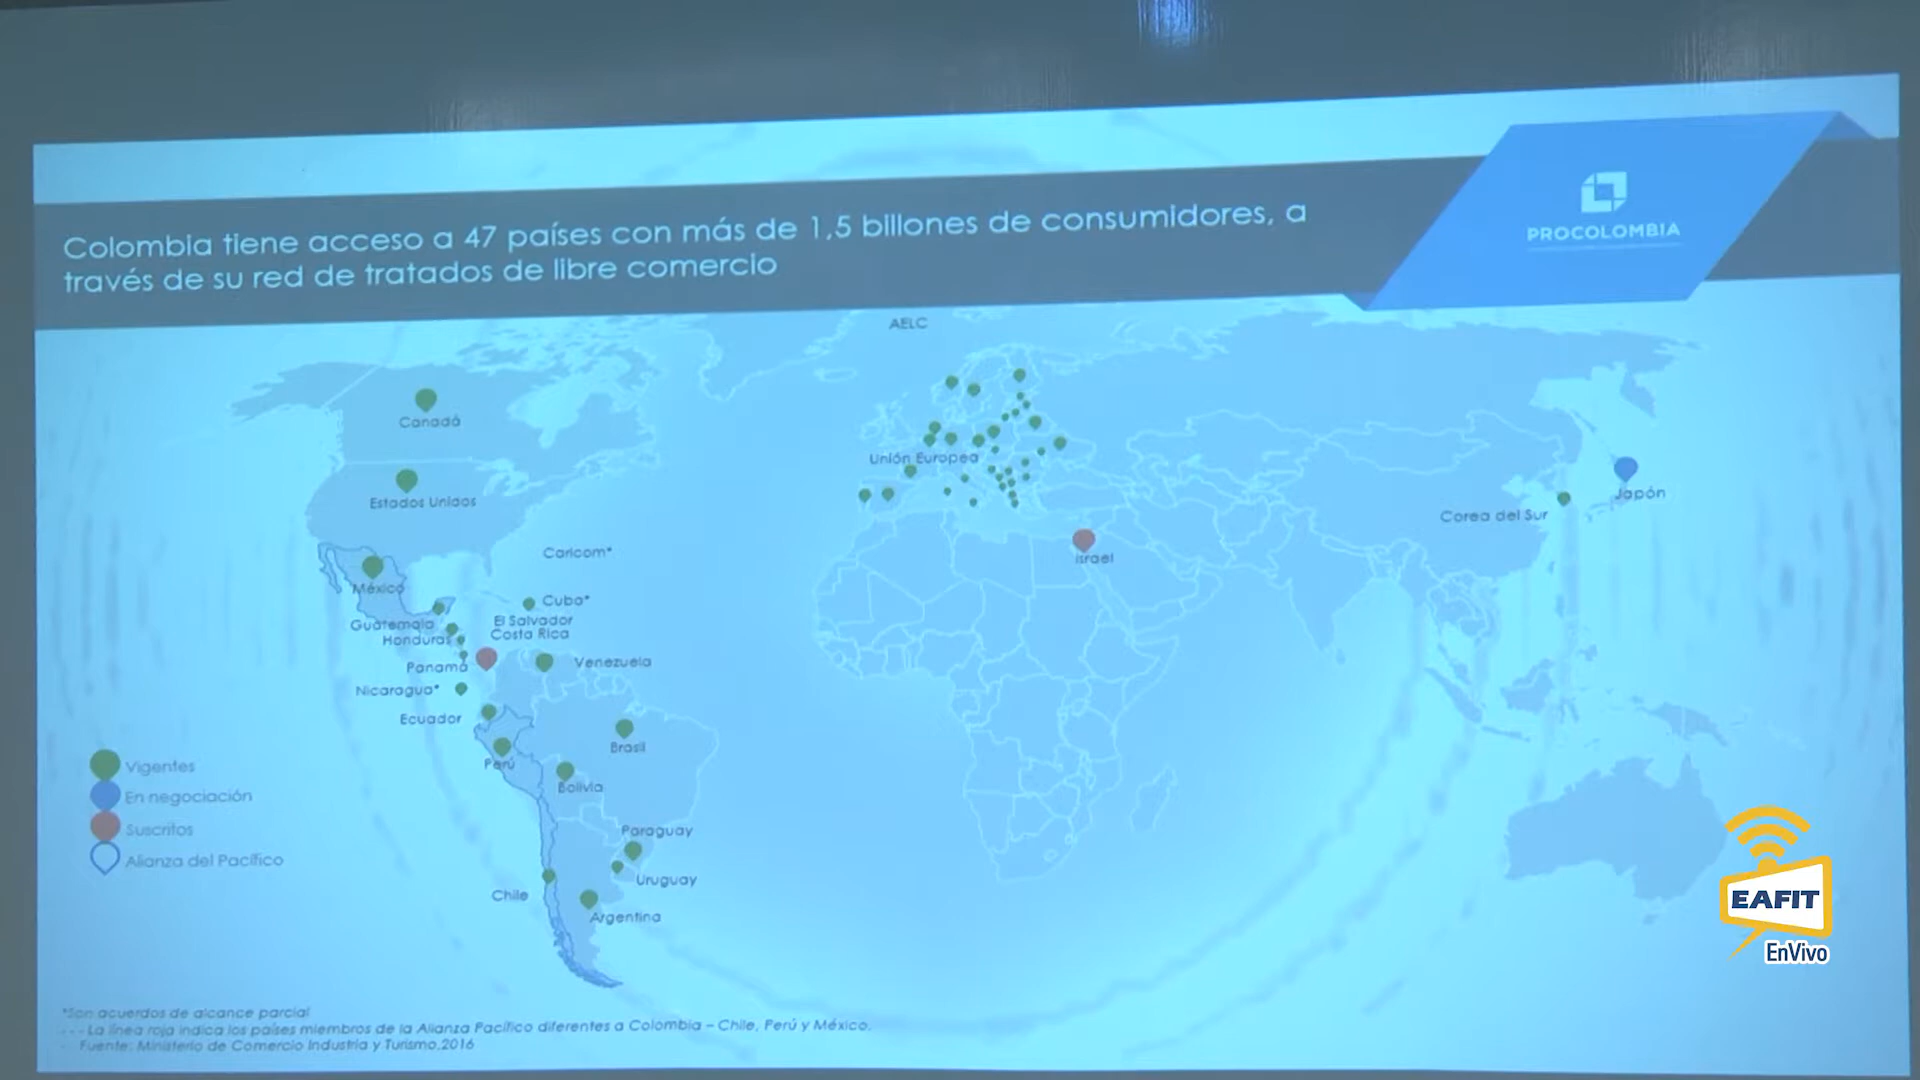 Colombia tiene acceso a 47 países con más de 1,5 billones de consumidores, a
través de su red de tratados de libre comercio
PROCOLOMBIA
AELC
Canadá
Unión Europea
Estados Unidos
Japón
Corea del Sur
Caricom*
Israel
México
Cuba*
Guatemala
El Salvador
Honduras
Costa Rica
Panamá
Venezuela
Nicaragua*
Ecuador
Brasil
Perú
Bolivia
Paraguay
Uruguay
Chile
Argentina
Vigentes
En negociación
Suscritos
Alianza del Pacífico
EAFIT
EnVivo
*Son acuerdos de alcance parcial
- - - La línea roja indica los países miembros de la Alianza Pacífico diferentes a Colombia – Chile, Perú y México.
- Fuente: Ministerio de Comercio Industria y Turismo.2016